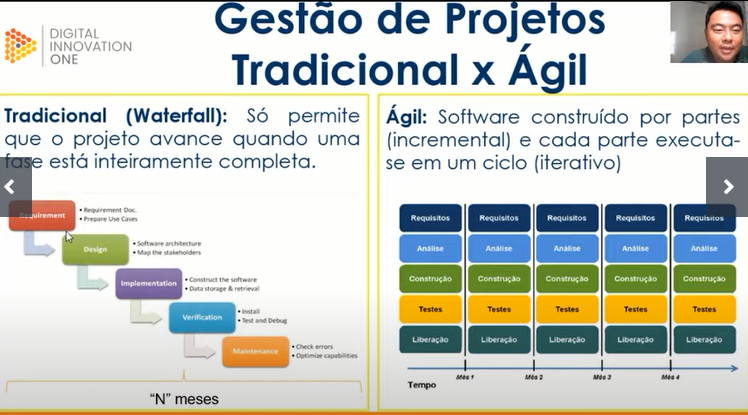 DIGITAL
INNOVATION
ONE
Gestão de Projetos
Tradicional x Ágil
Tradicional (Waterfall): Só permite
que o projeto avance quando uma
fase está inteiramente completa.
Requirement
• Requirement Doc.
• Prepare Use Cases
Design
• Software architecture
• Map the stakeholders
Implementation
• Construct the software
• Data storage & retrieval
Verification
• Install
• Test and Debug
Maintenance
• Check errors
• Optimize capabilities
“N” meses
Ágil: Software construído por partes
(incremental) e cada parte executa-
se em um ciclo (iterativo)
Requisitos Requisitos Requisitos Requisitos Requisitos
Análise Análise Análise Análise Análise
Construção Construção Construção Construção Construção
Testes Testes Testes Testes Testes
Liberação Liberação Liberação Liberação Liberação
Mês 1 Mês 2 Mês 3 Mês 4
Tempo